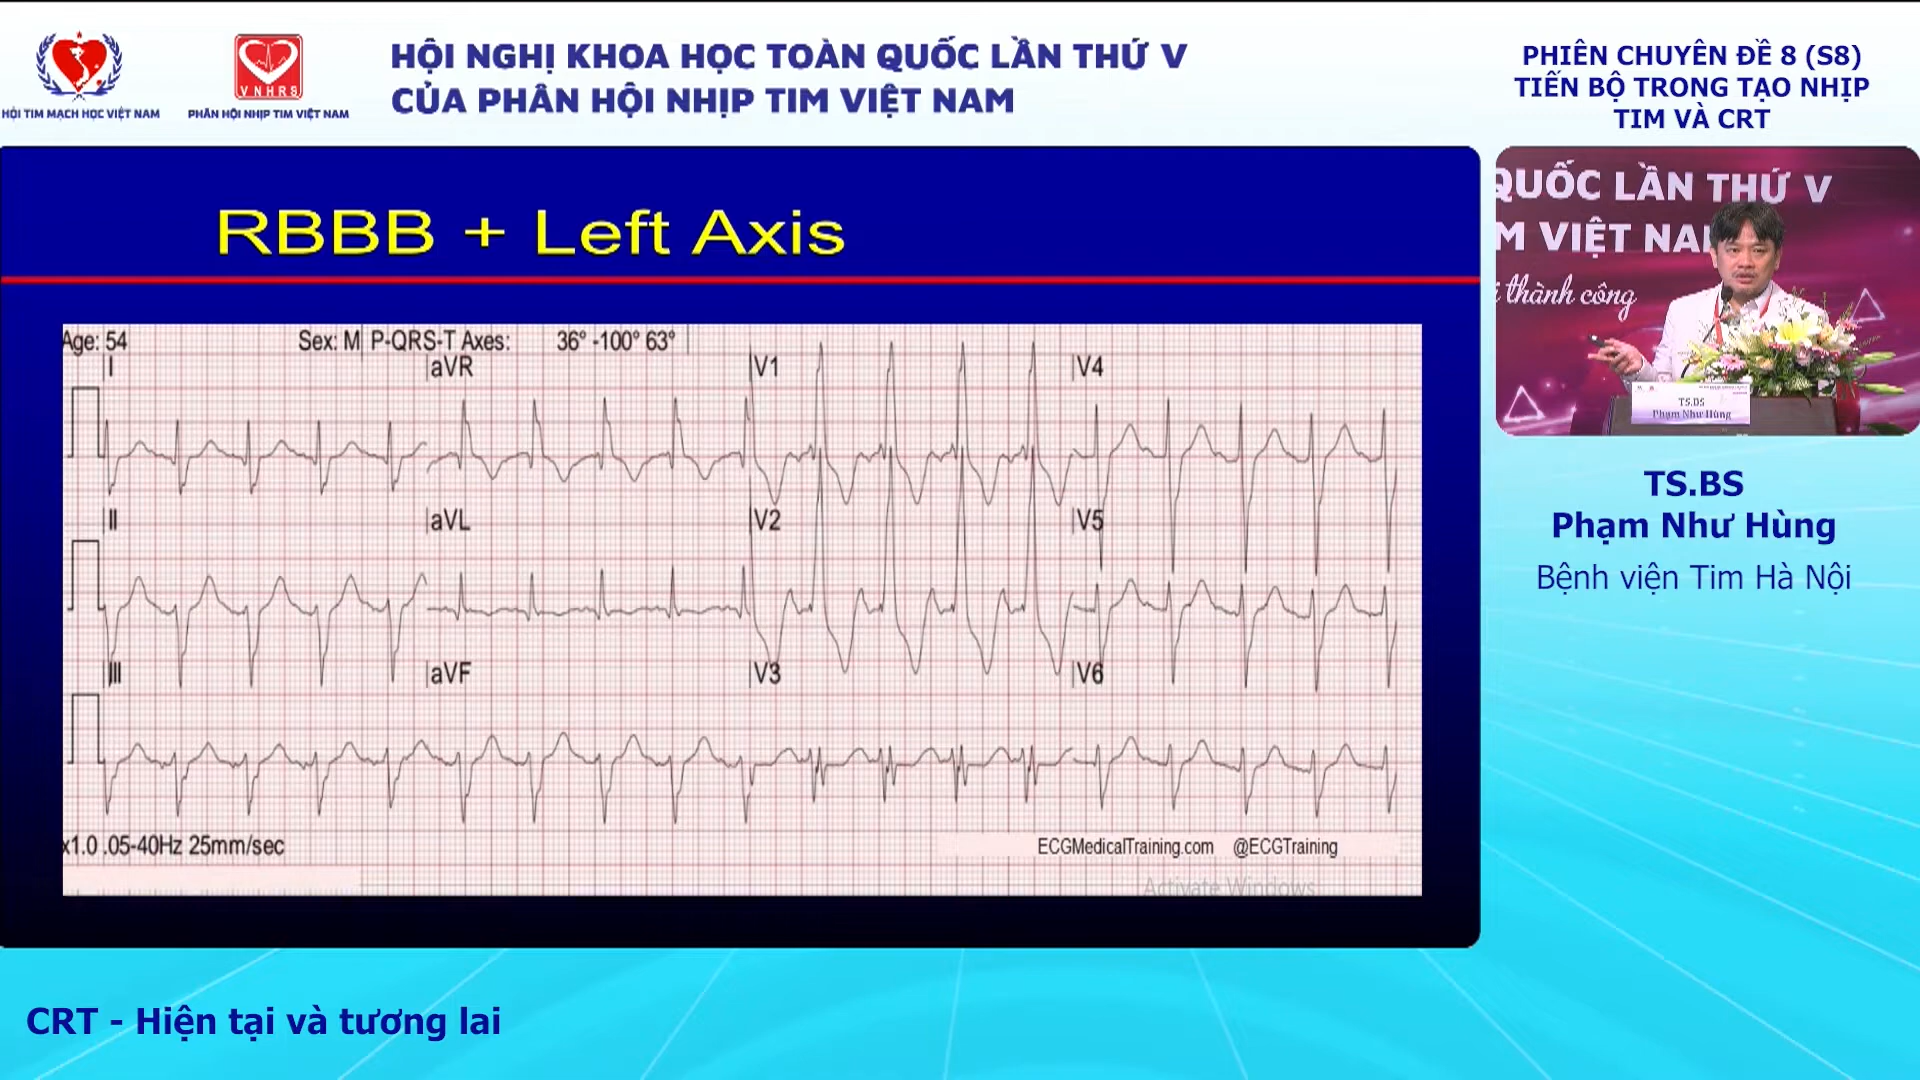 HỘI TIM MẠCH HỌC VIỆT NAM
VNHRS
PHÂN HỘI NHỊP TIM VIỆT NAM
HỘI NGHỊ KHOA HỌC TOÀN QUỐC LẦN THỨ V
CỦA PHÂN HỘI NHỊP TIM VIỆT NAM
PHIÊN CHUYÊN ĐỀ 8 (S8)
TIẾN BỘ TRONG TẠO NHỊP
TIM VÀ CRT
RBBB + Left Axis
Age: 54 Sex: M P-QRS-T Axes: 36° -100° 63°
I aVR V1 V4
II aVL V2 V5
III aVF V3 V6
x1.0 .05-40Hz 25mm/sec
ECGMedicalTraining.com @ECGTraining
Activate Windows
QUỐC LẦN THỨ V
M VIỆT NA
i thành công
TS.BS
Phạm Như Hùng
TS.BS
Phạm Như Hùng
Bệnh viện Tim Hà Nội
CRT - Hiện tại và tương lai